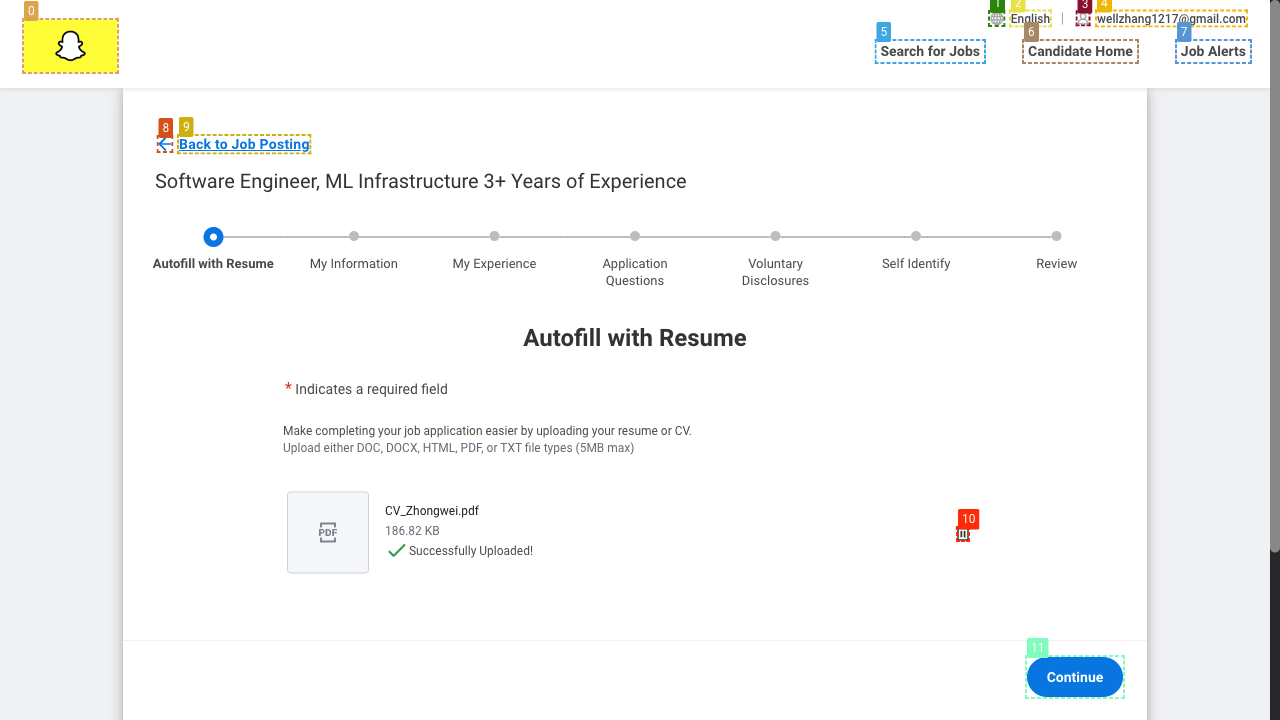 0
1
2
3
4
English
wellzhang1217@gmail.com
5
6
7
Search for Jobs
Candidate Home
Job Alerts
8
9
Back to Job Posting
Software Engineer, ML Infrastructure 3+ Years of Experience
Autofill with Resume
My Information
My Experience
Application Questions
Voluntary Disclosures
Self Identify
Review
Autofill with Resume
* Indicates a required field
Make completing your job application easier by uploading your resume or CV.
Upload either DOC, DOCX, HTML, PDF, or TXT file types (5MB max)
PDF
CV_Zhongwei.pdf
186.82 KB
Successfully Uploaded!
10
11
Continue